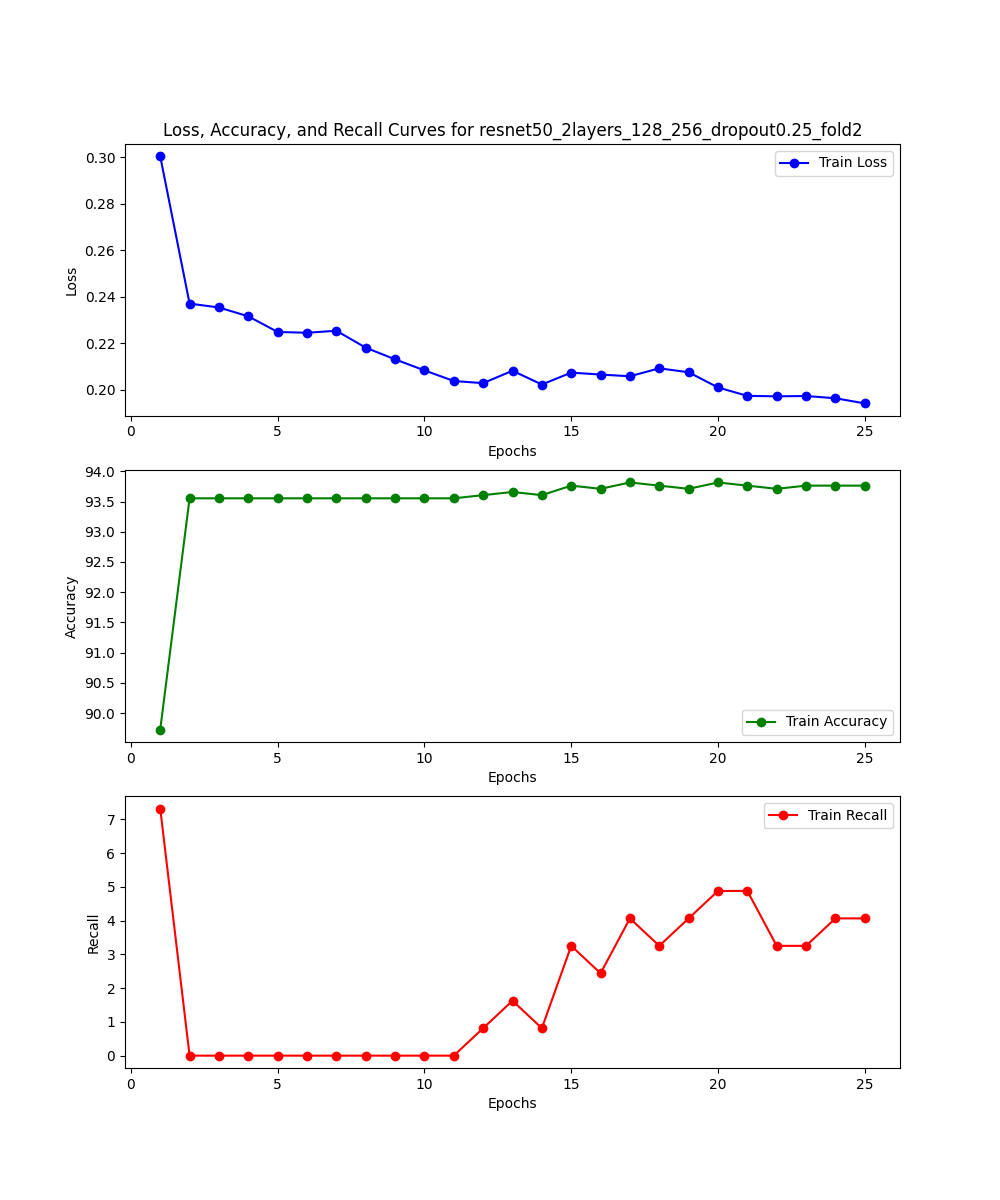 Loss, Accuracy, and Recall Curves for resnet50_2layers_128_256_dropout0.25_fold2
Train Loss
0.30
0.28
0.26
0.24
0.22
0.20
Loss
0 5 10 15 20 25
Epochs
94.0
93.5
93.0
92.5
92.0
91.5
91.0
90.5
90.0
Accuracy
Train Accuracy
0 5 10 15 20 25
Epochs
Train Recall
7
6
5
4
3
2
1
0
Recall
0 5 10 15 20 25
Epochs